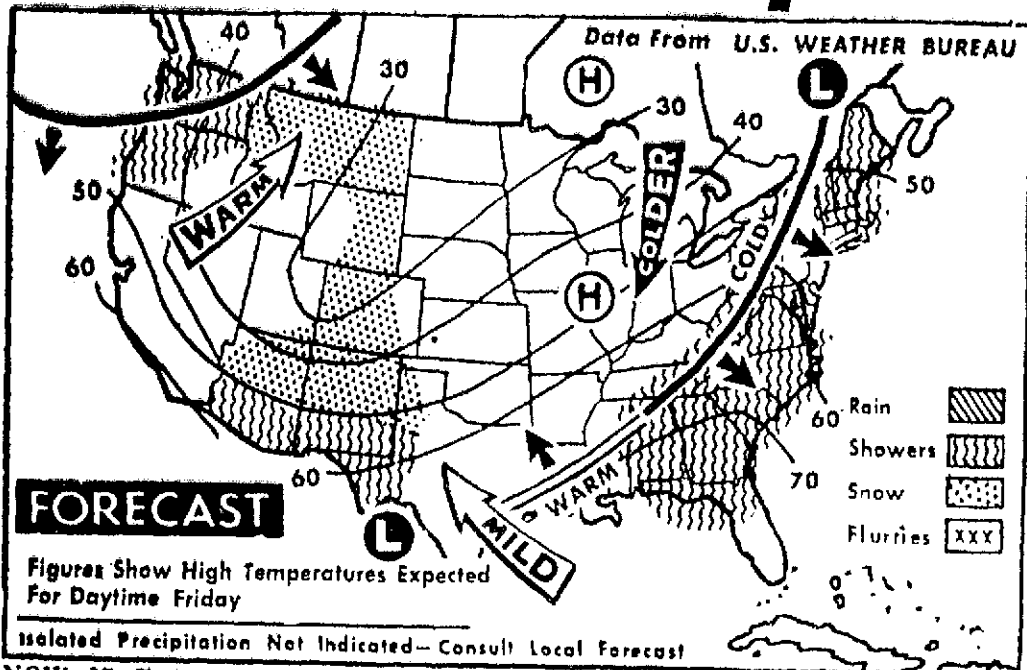 Data From U.S. WEATHER BUREAU
40
30
H
L
30
40
COLDER
50
50
WARM
COLD
60
H
60
Rain
Showers
70
60
Snow
WARM
FORECAST
Flurries XXX
L
MILD
Figures Show High Temperatures Expected
For Daytime Friday
Isolated Precipitation Not Indicated— Consult Local Forecast